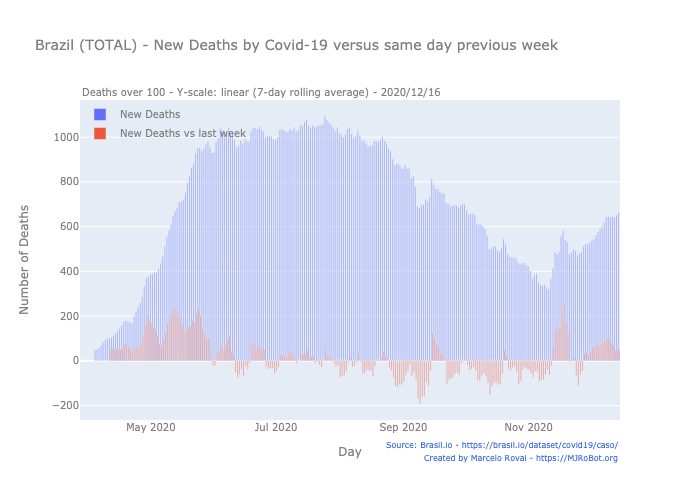 Brazil (TOTAL) - New Deaths by Covid-19 versus same day previous week
Deaths over 100 - Y-scale: linear (7-day rolling average) - 2020/12/16
New Deaths
New Deaths vs last week
1000
800
600
400
200
0
−200
Number of Deaths
May 2020
Jul 2020
Sep 2020
Nov 2020
Day
Source: Brasil.io - https://brasil.io/dataset/covid19/caso/
Created by Marcelo Rovai - https://MJRoBot.org